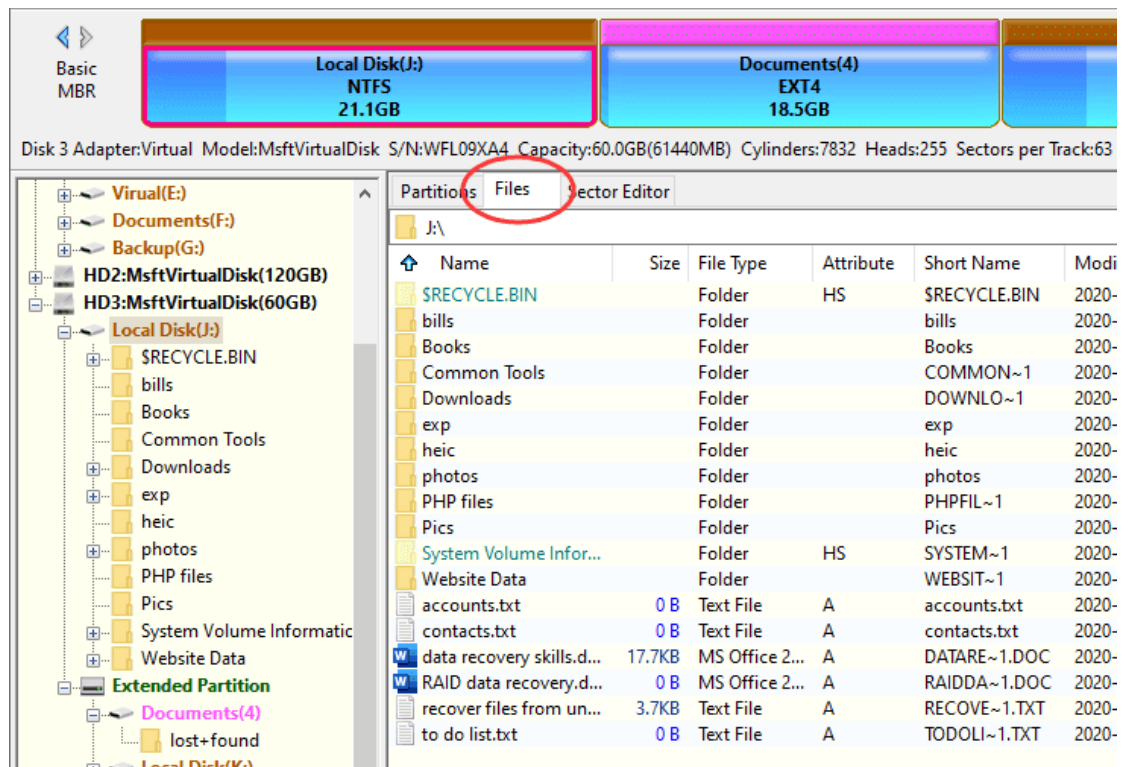 Basic
MBR
Local Disk(J:)
NTFS
21.1GB
Documents(4)
EXT4
18.5GB
Disk 3 Adapter:Virtual Model:MsftVirtualDisk S/N:WFL09XA4 Capacity:60.0GB(61440MB) Cylinders:7832 Heads:255 Sectors per Track:63
Virual(E:)
Documents(F:)
Backup(G:)
HD2:MsftVirtualDisk(120GB)
HD3:MsftVirtualDisk(60GB)
Local Disk(J:)
$RECYCLE.BIN
bills
Books
Common Tools
Downloads
exp
heic
photos
PHP files
Pics
System Volume Informatic
Website Data
Extended Partition
Documents(4)
lost+found
Local Disk(K:)
Partitions Files Sector Editor
J:\
Name Size File Type Attribute Short Name Modi
$RECYCLE.BIN Folder HS $RECYCLE.BIN 2020-
bills Folder bills 2020-
Books Folder Books 2020-
Common Tools Folder COMMON~1 2020-
Downloads Folder DOWNLO~1 2020-
exp Folder exp 2020-
heic Folder heic 2020-
photos Folder photos 2020-
PHP files Folder PHPFIL~1 2020-
Pics Folder Pics 2020-
System Volume Infor... Folder HS SYSTEM~1 2020-
Website Data Folder WEBSIT~1 2020-
accounts.txt 0 B Text File A accounts.txt 2020-
contacts.txt 0 B Text File A contacts.txt 2020-
data recovery skills.d... 17.7KB MS Office 2... A DATARE~1.DOC 2020-
RAID data recovery.d... 0 B MS Office 2... A RAIDDA~1.DOC 2020-
recover files from un... 3.7KB Text File A RECOVE~1.TXT 2020-
to do list.txt 0 B Text File A TODOLI~1.TXT 2020-